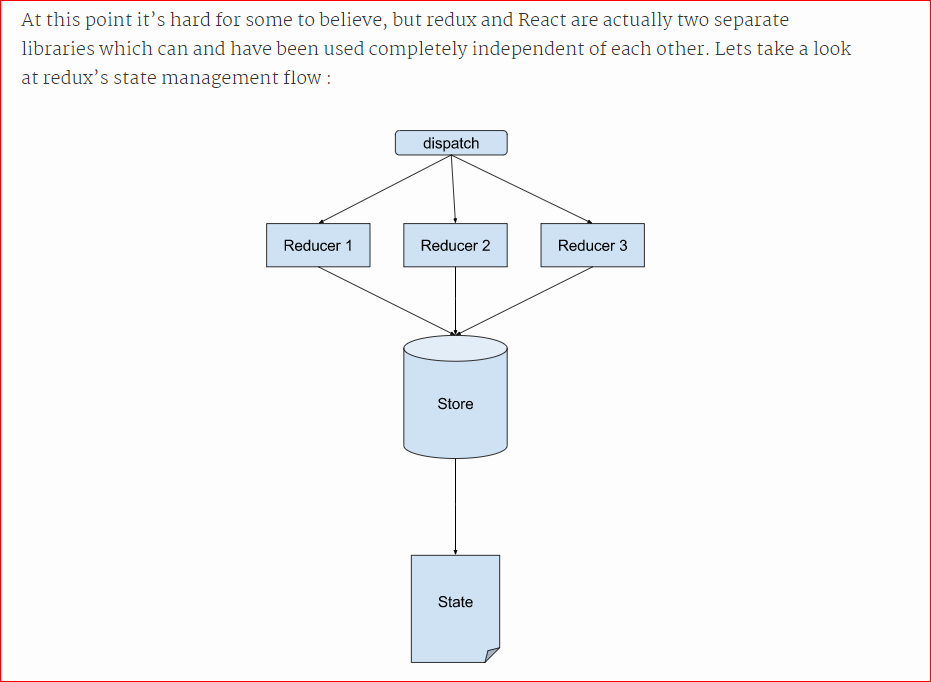 At this point it’s hard for some to believe, but redux and React are actually two separate
libraries which can and have been used completely independent of each other. Lets take a look
at redux’s state management flow :
dispatch
Reducer 1
Reducer 2
Reducer 3
Store
State